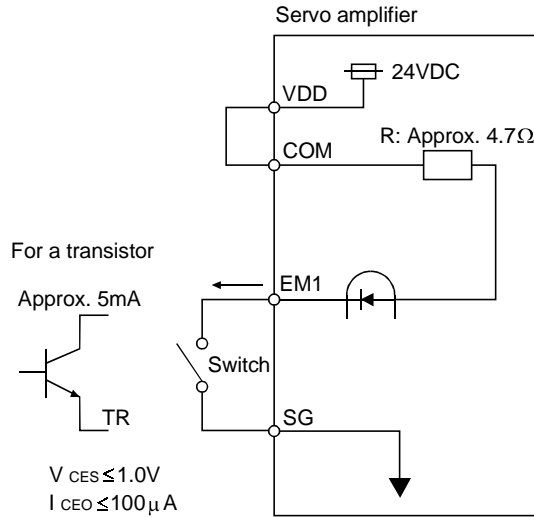 Servo amplifier
24VDC
VDD
R: Approx. 4.7Ω
COM
For a transistor
EM1
Approx. 5mA
Switch
TR
SG
V CES ≤ 1.0V
I CEO ≤ 100 μ A